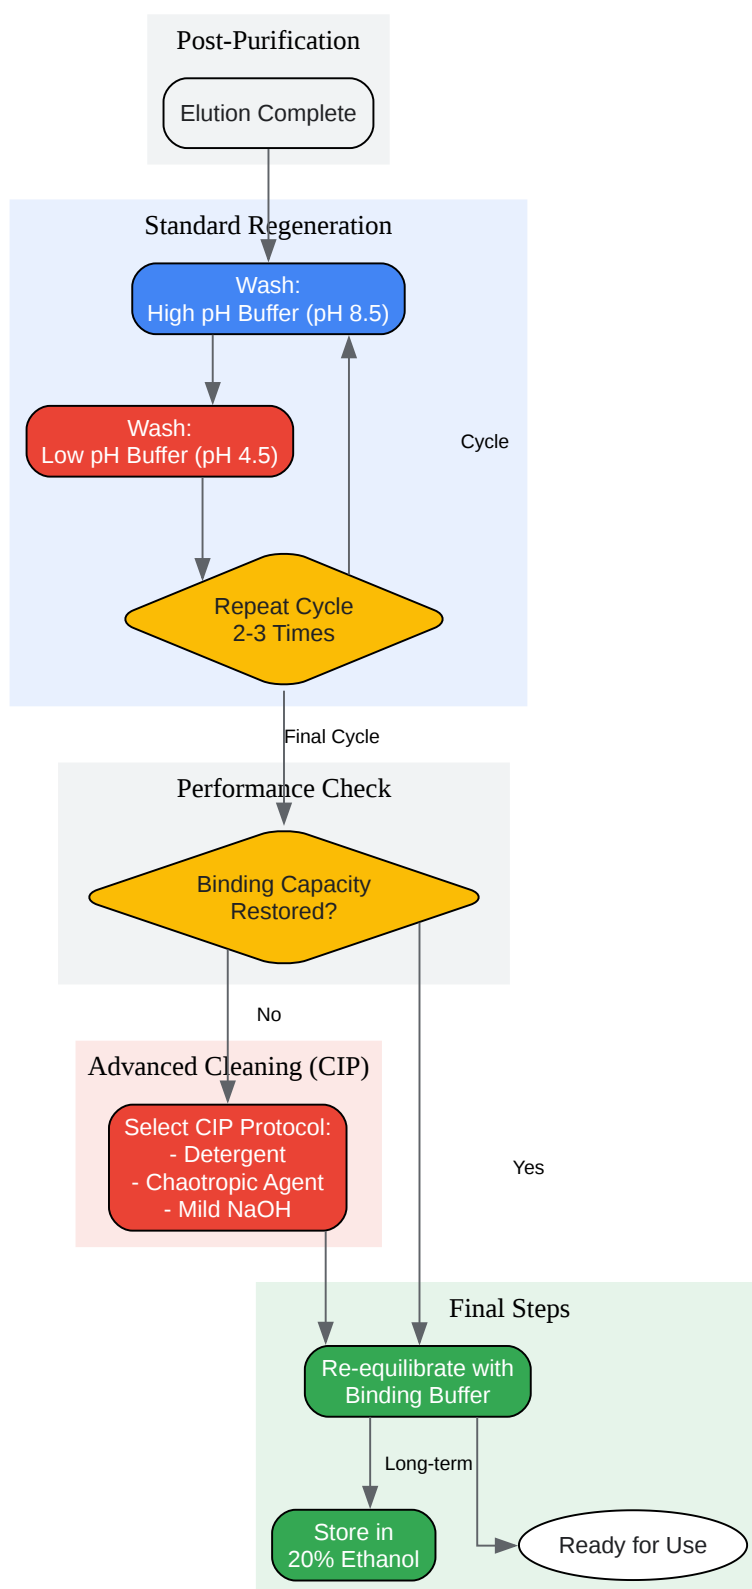 Post-Purification
Elution Complete
Standard Regeneration
Wash:
High pH Buffer (pH 8.5)
Wash:
Low pH Buffer (pH 4.5)
Cycle
Repeat Cycle
2-3 Times
Final Cycle
Performance Check
Binding Capacity
Restored?
No
Advanced Cleaning (CIP)
Select CIP Protocol:
- Detergent
- Chaotropic Agent
- Mild NaOH
Yes
Final Steps
Re-equilibrate with
Binding Buffer
Long-term
Store in
20% Ethanol
Ready for Use